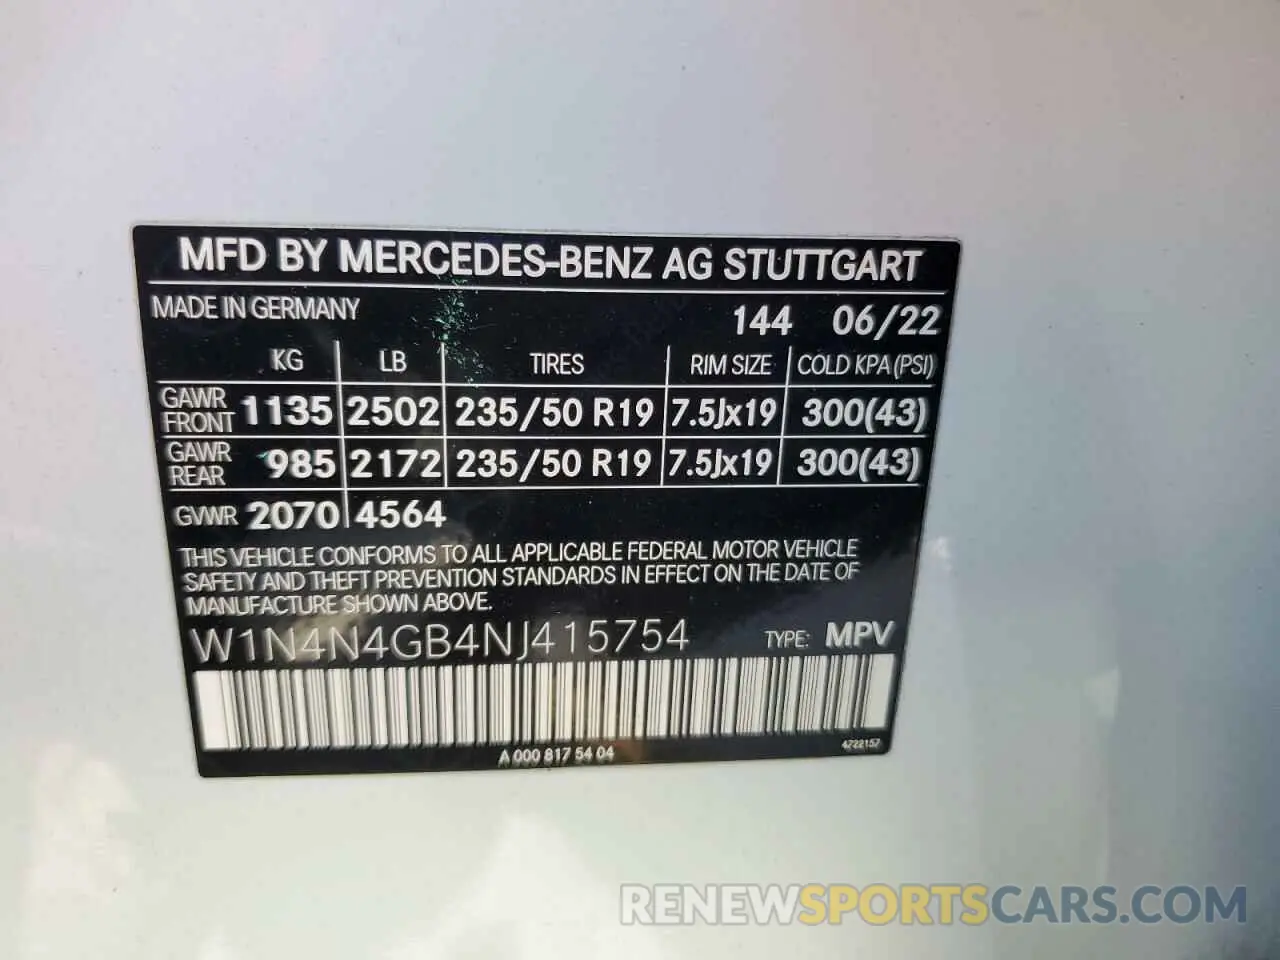 MFD BY MERCEDES-BENZ AG STUTTGART
MADE IN GERMANY 144 06/22
KG LB TIRES RIM SIZE COLD KPA (PSI)
GAWR FRONT 1135 2502 235/50 R19 7.5Jx19 300(43)
GAWR REAR 985 2172 235/50 R19 7.5Jx19 300(43)
GVWR 2070 4564
THIS VEHICLE CONFORMS TO ALL APPLICABLE FEDERAL MOTOR VEHICLE
SAFETY AND THEFT PREVENTION STANDARDS IN EFFECT ON THE DATE OF
MANUFACTURE SHOWN ABOVE.
W1N4N4GB4NJ415754 TYPE: MPV
A 000 817 54 04 4722157
RENEWSPORTSCARS.COM